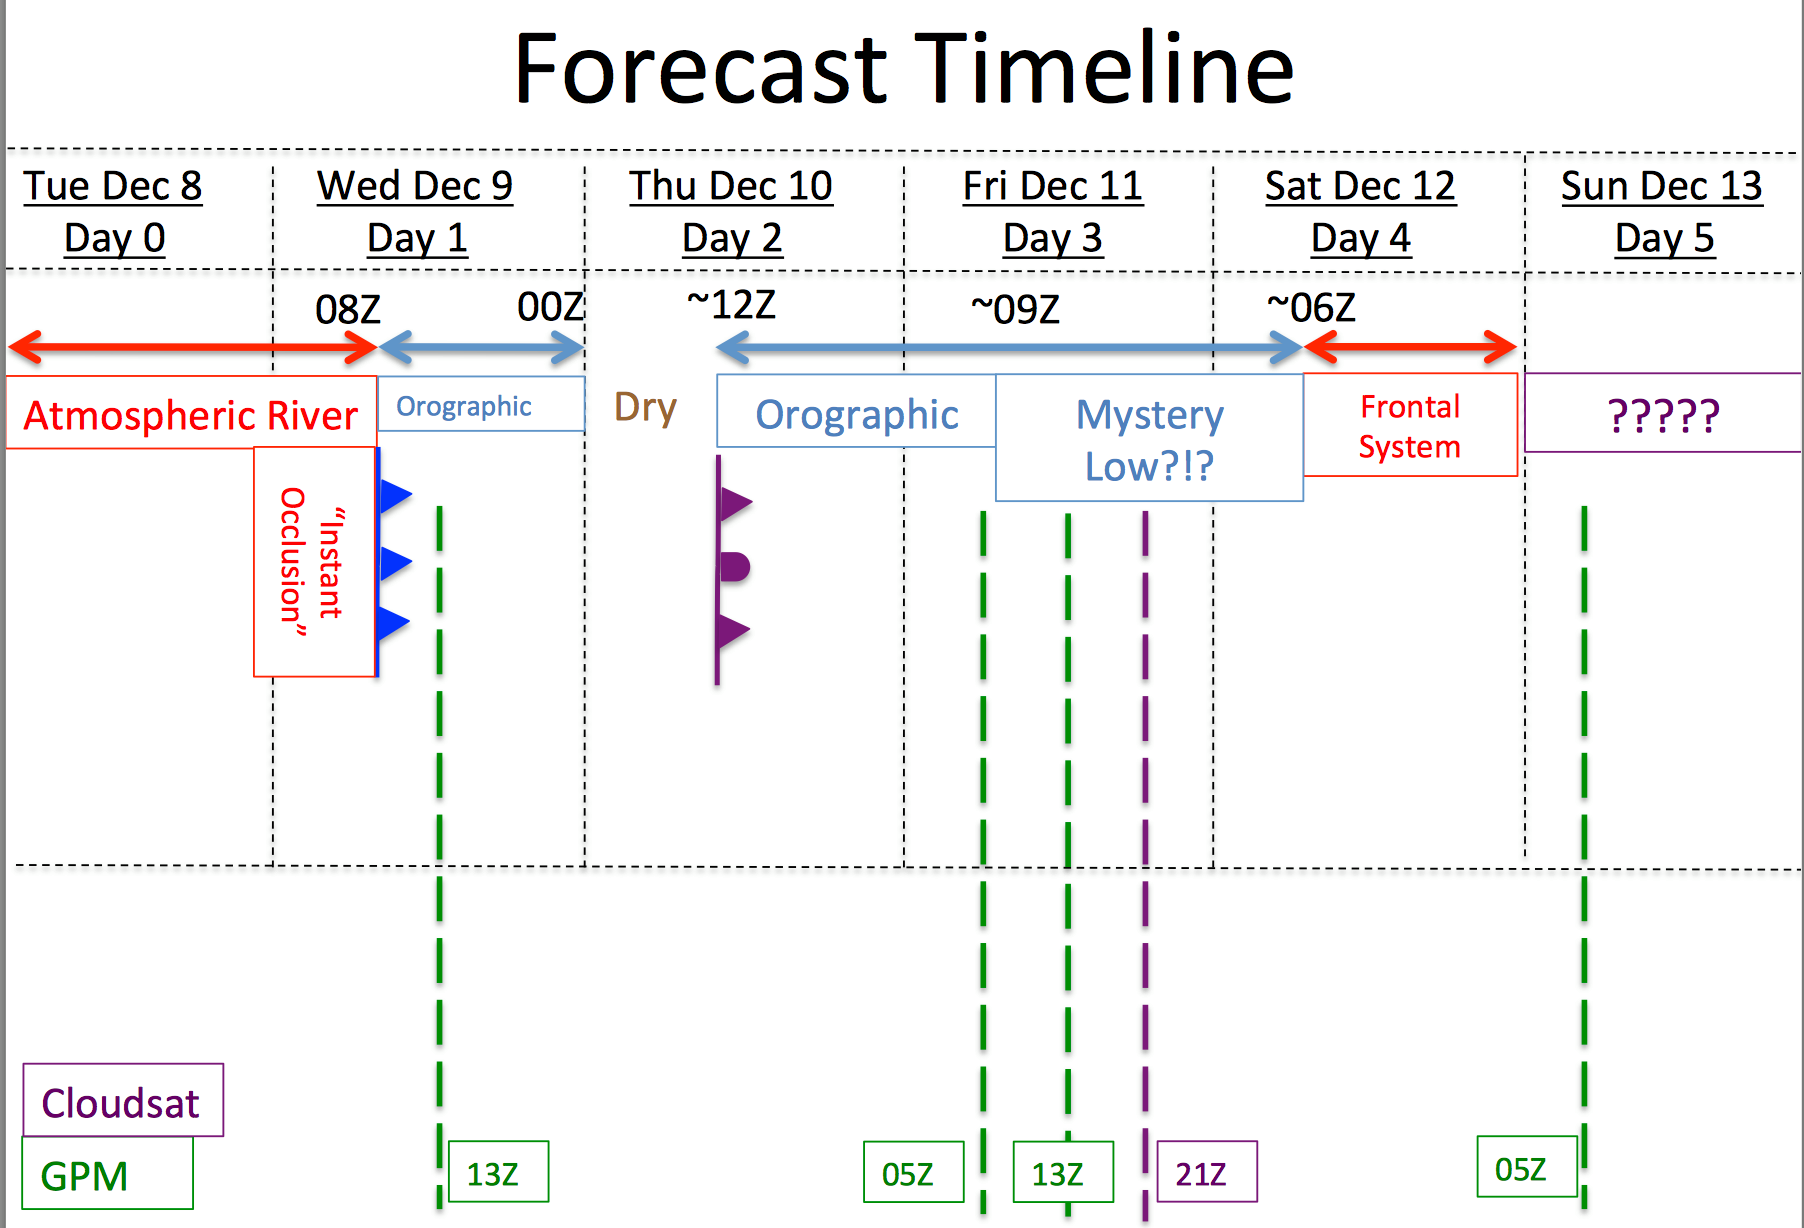 Forecast Timeline
Tue Dec 8
Day 0
Wed Dec 9
Day 1
Thu Dec 10
Day 2
Fri Dec 11
Day 3
Sat Dec 12
Day 4
Sun Dec 13
Day 5
08Z
00Z
~12Z
~09Z
~06Z
Atmospheric River
Orographic
Dry
Orographic
Mystery
Low?!?
Frontal
System
?????
“Instant
Occlusion”
Cloudsat
GPM
13Z
05Z
13Z
21Z
05Z